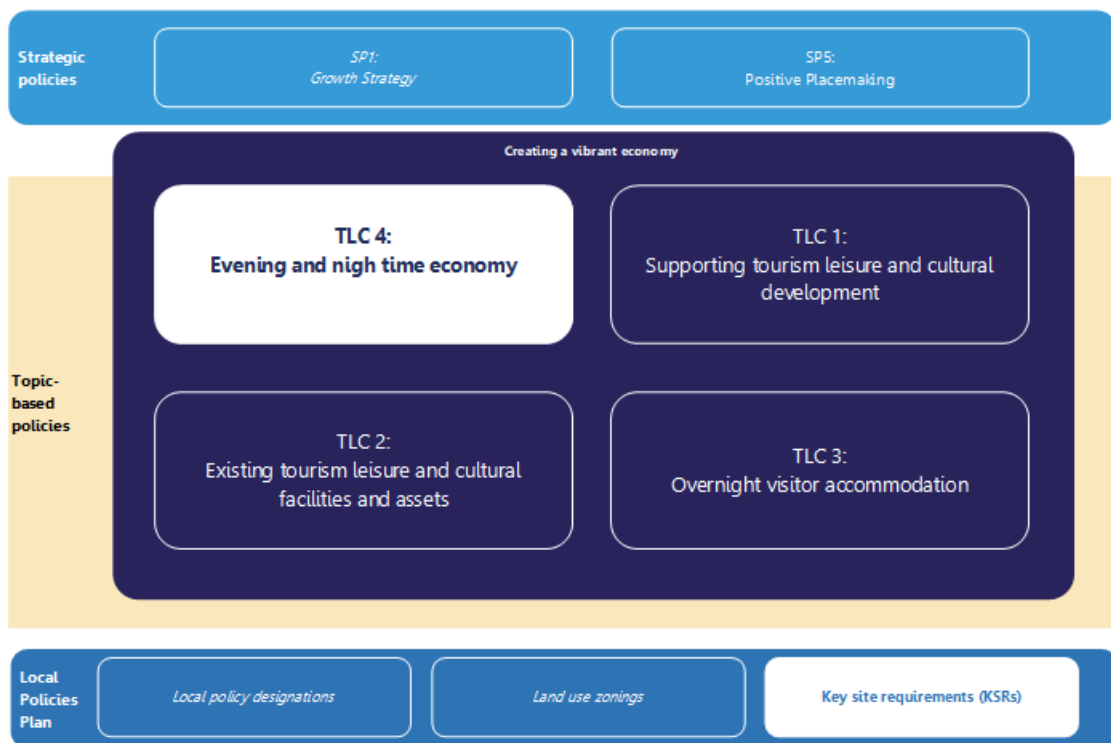 Strategic
policies
SP1:
Growth Strategy
SP5:
Positive Placemaking
Creating a vibrant economy
TLC 4:
Evening and nigh time economy
TLC 1:
Supporting tourism leisure and cultural
development
Topic-
based
policies
TLC 2:
Existing tourism leisure and cultural
facilities and assets
TLC 3:
Overnight visitor accommodation
Local
Policies
Plan
Local policy designations
Land use zonings
Key site requirements (KSRs)